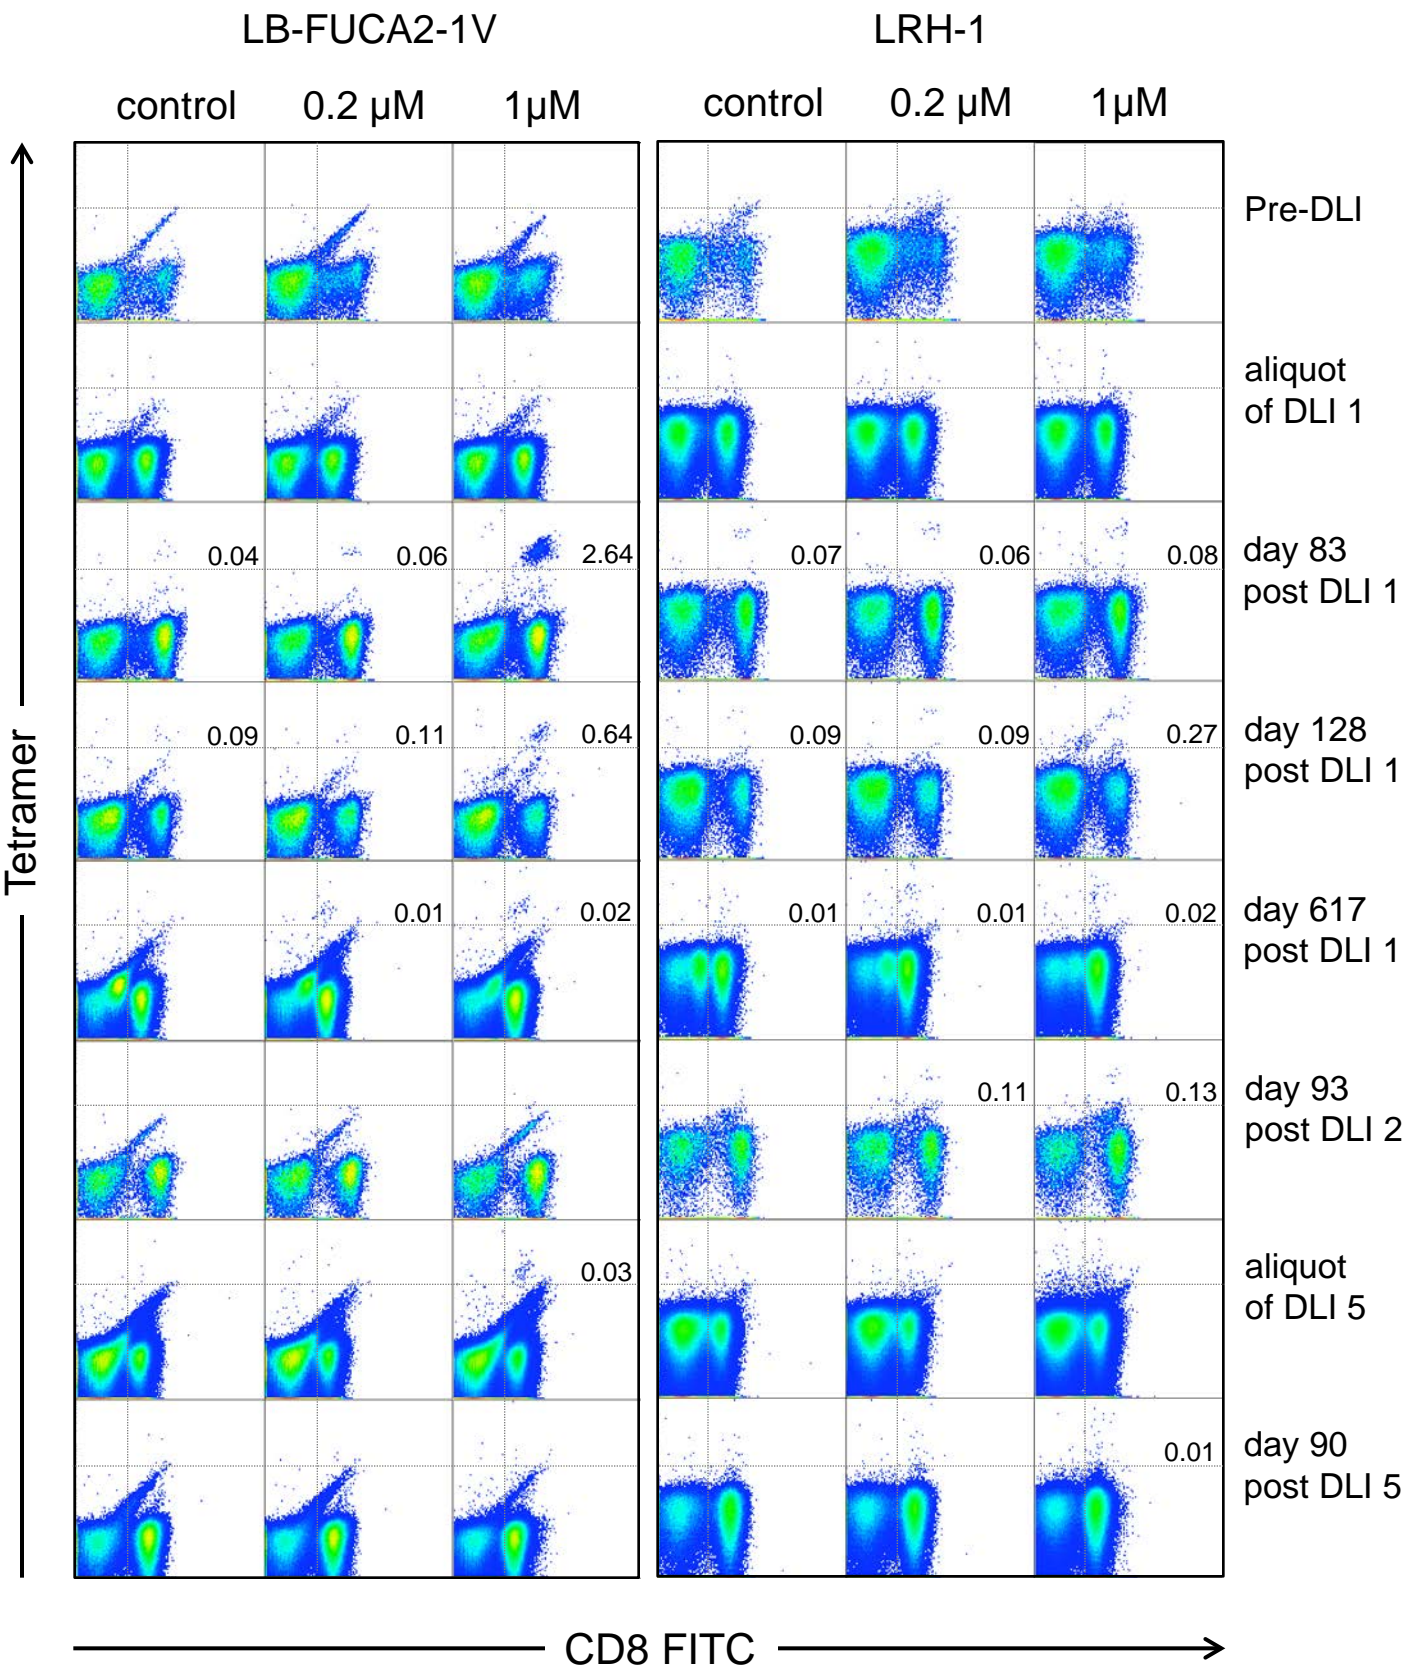 LB-FUCA2-1V LRH-1
control 0.2 µM 1µM control 0.2 µM 1µM
Pre-DLI
aliquot
of DLI 1
0.04 0.06 2.64 0.07 0.06 0.08 day 83
post DLI 1
0.09 0.11 0.64 0.09 0.09 0.27 day 128
post DLI 1
0.01 0.02 0.01 0.01 0.02 day 617
post DLI 1
0.11 0.13 day 93
post DLI 2
0.03 aliquot
of DLI 5
0.01 day 90
post DLI 5
Tetramer
CD8 FITC